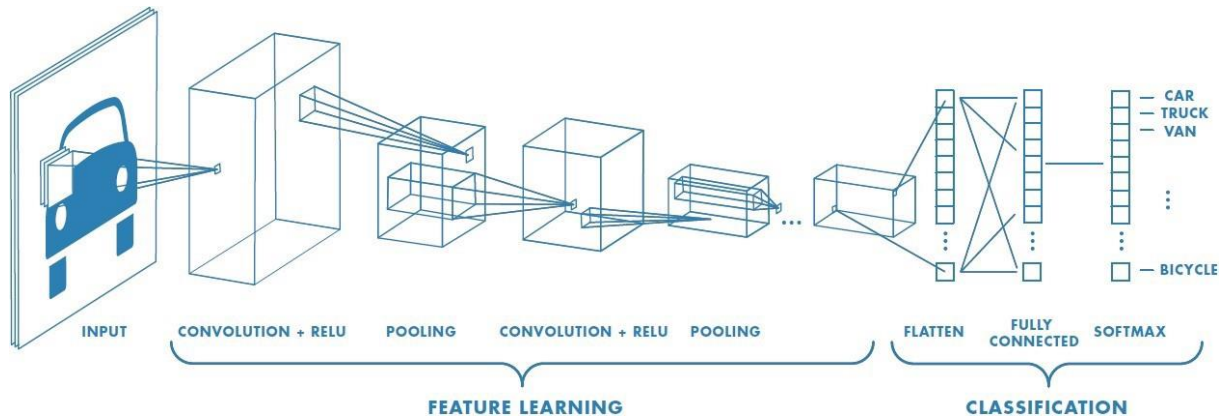 CAR
TRUCK
VAN
...
BICYCLE
INPUT
CONVOLUTION + RELU
POOLING
CONVOLUTION + RELU
POOLING
FLATTEN
FULLY
CONNECTED
SOFTMAX
FEATURE LEARNING
CLASSIFICATION